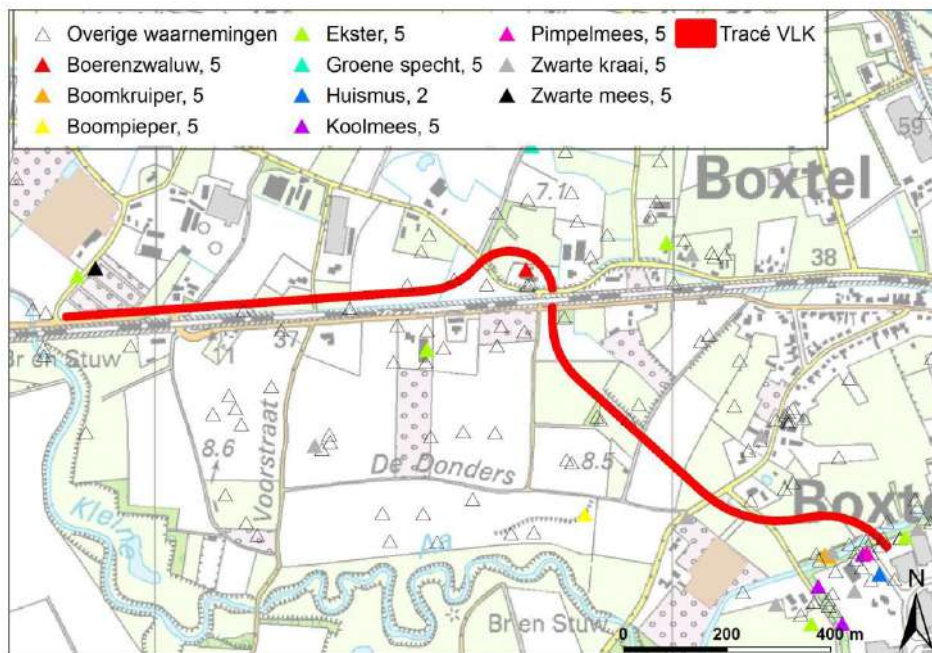 Overige waarnemingen
Boerenzwaluw, 5
Boomkruiper, 5
Boompieper, 5
Ekster, 5
Groene specht, 5
Huismus, 2
Koolmees, 5
Pimpelmees, 5
Zwarte kraai, 5
Zwarte mees, 5
Tracé VLK
59
7.1
Boxtel
38
37
11
Br en Stuw
Voorstraat
8.6
De Donders
8.5
Kleine
Aa
Boxte
Br en Stuw
N
0 200 400 m